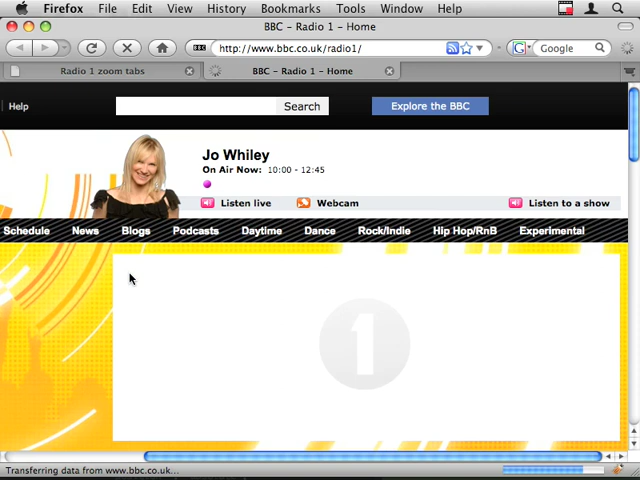 Firefox File Edit View History Bookmarks Tools Window Help
BBC - Radio 1 - Home
BBC http://www.bbc.co.uk/radio1/ G Google
Radio 1 zoom tabs BBC - Radio 1 - Home
Help Search Explore the BBC
Jo Whiley
On Air Now: 10:00 - 12:45
Listen live Webcam Listen to a show
Schedule News Blogs Podcasts Daytime Dance Rock/Indie Hip Hop/RnB Experimental
1
Transferring data from www.bbc.co.uk...